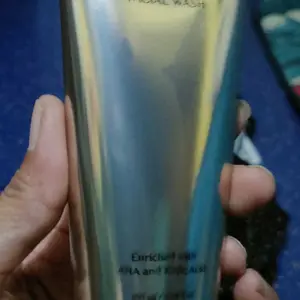 FACIAL WASH
Enriched with
AHA and Kojic Acid